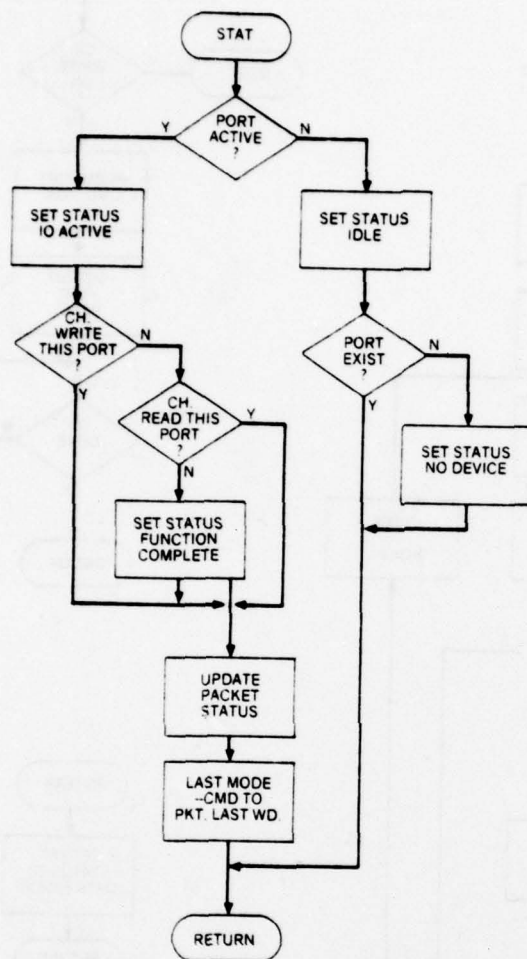 STAT
PORT
ACTIVE
?
Y
N
SET STATUS
IO ACTIVE
SET STATUS
IDLE
CH.
WRITE
THIS PORT
?
N
Y
PORT
EXIST
?
N
Y
CH.
READ THIS
PORT
?
Y
N
SET STATUS
NO DEVICE
SET STATUS
FUNCTION
COMPLETE
UPDATE
PACKET
STATUS
LAST MODE
--CMD TO
PKT. LAST WD.
RETURN